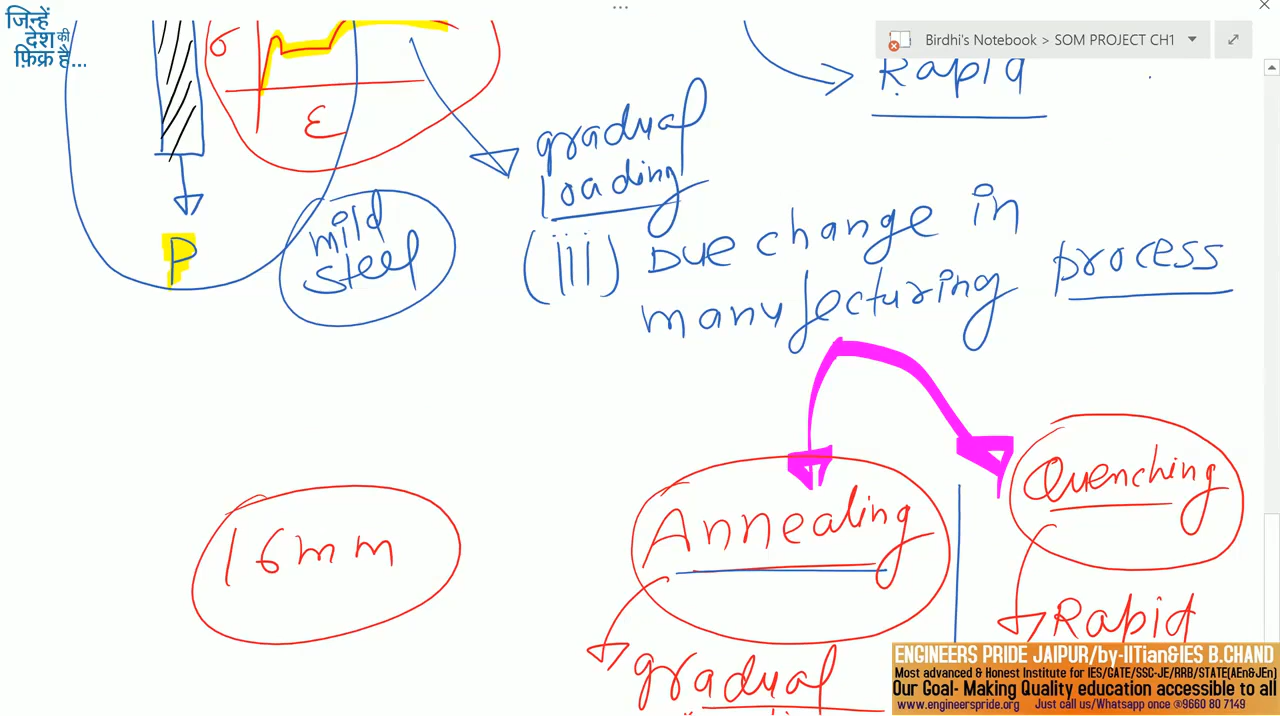 जिन्हें
देश की
फ़िक्र है...
...
Birdhi's Notebook > SOM PROJECT CH1
σ
ε
P
mild
steel
Rapid
gradual
loading
(iii) Due change in
manufecturing process
16mm
Annealing
gradual
Quenching
Rapid
ENGINEERS PRIDE JAIPUR/by-IITian&IES B.CHAND
Most advanced & Honest Institute for IES/GATE/SSC-JE/RRB/STATE(AEn&JEn)
Our Goal- Making Quality education accessible to all
www.engineerspride.org Just call us/Whatsapp once @9660 80 7149